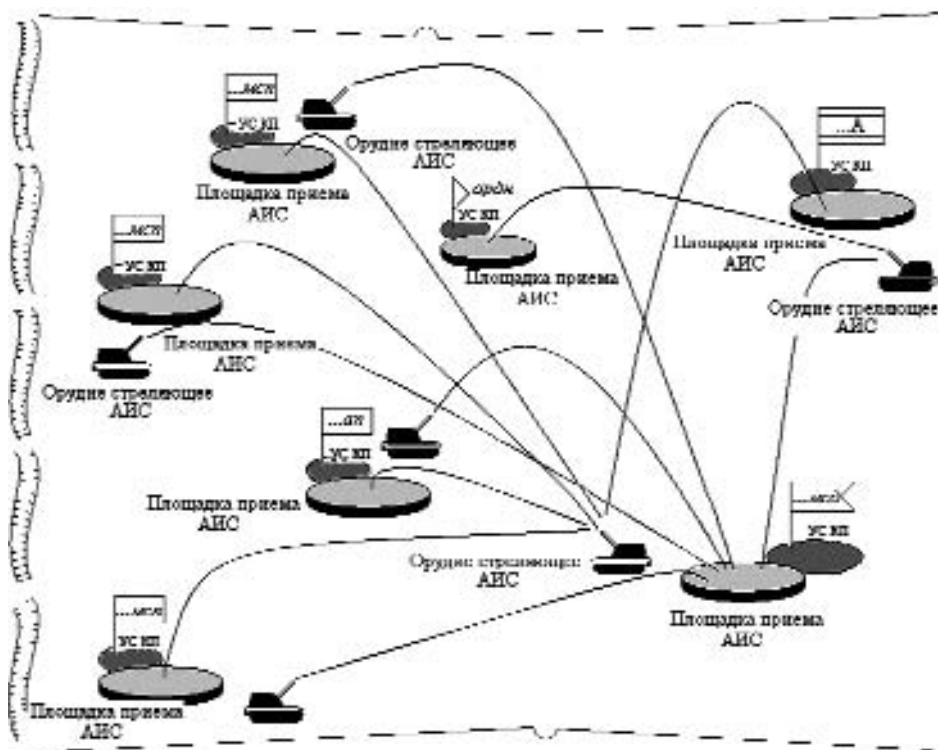 ...мсп
УС КП
Орудие стреляющее
АИС
Площадка приема
АИС
ардн
УС КП
Площадка приема
АИС
...А
УС КП
Площадка приема
АИС
Орудие стреляющее
АИС
...мсп
УС КП
Площадка приема
АИС
Орудие стреляющее
АИС
...ап
УС КП
Площадка приема
АИС
Орудие стреляющее
АИС
УС КП
Площадка приема
АИС
...мсп
УС КП
Площадка приема
АИС